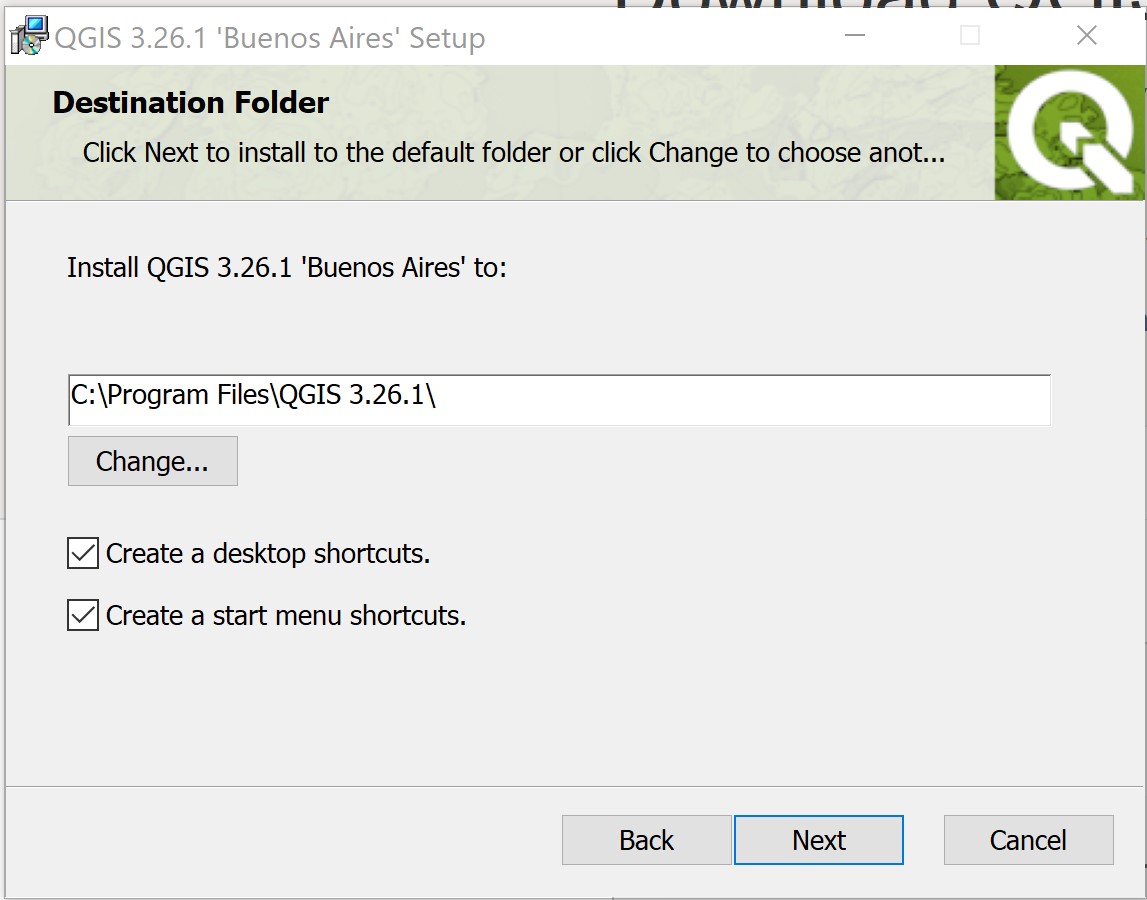 QGIS 3.26.1 'Buenos Aires' Setup
Destination Folder
Click Next to install to the default folder or click Change to choose anot...
Install QGIS 3.26.1 'Buenos Aires' to:
C:\Program Files\QGIS 3.26.1\
Change...
Create a desktop shortcuts.
Create a start menu shortcuts.
Back
Next
Cancel